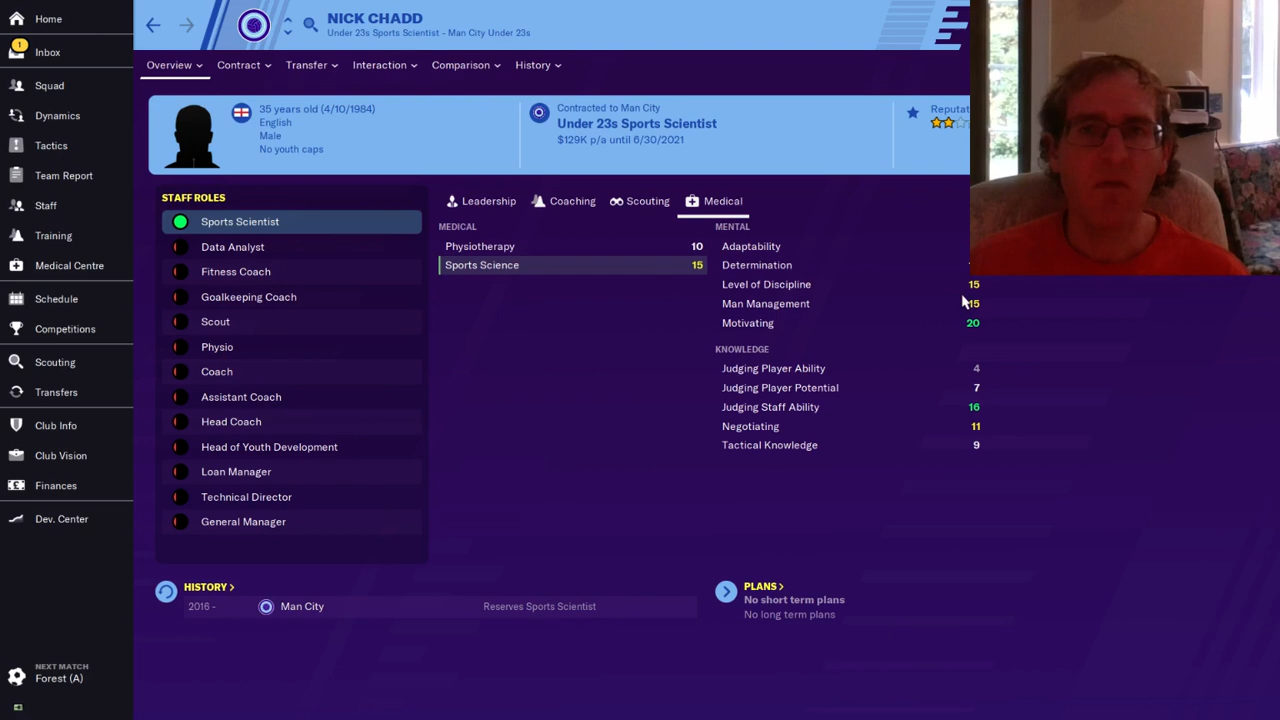 Home
1
Inbox
Squad
Dynamics
Tactics
Team Report
Staff
Training
Medical Centre
Schedule
Competitions
Scouting
Transfers
Club Info
Club Vision
Finances
Dev. Center
NEXT MATCH
Forest (A)
NICK CHADD
Under 23s Sports Scientist - Man City Under 23s
Overview Contract Transfer Interaction Comparison History
35 years old (4/10/1984)
English
Male
No youth caps
Contracted to Man City
Under 23s Sports Scientist
$129K p/a until 6/30/2021
STAFF ROLES
Sports Scientist
Data Analyst
Fitness Coach
Goalkeeping Coach
Scout
Physio
Coach
Assistant Coach
Head Coach
Head of Youth Development
Loan Manager
Technical Director
General Manager
Leadership Coaching Scouting Medical
MEDICAL
Physiotherapy 10
Sports Science 15
MENTAL
Adaptability
Determination
Level of Discipline 15
Man Management 15
Motivating 20
KNOWLEDGE
Judging Player Ability 4
Judging Player Potential 7
Judging Staff Ability 16
Negotiating 11
Tactical Knowledge 9
HISTORY >
2016 - Man City Reserves Sports Scientist
PLANS >
No short term plans
No long term plans